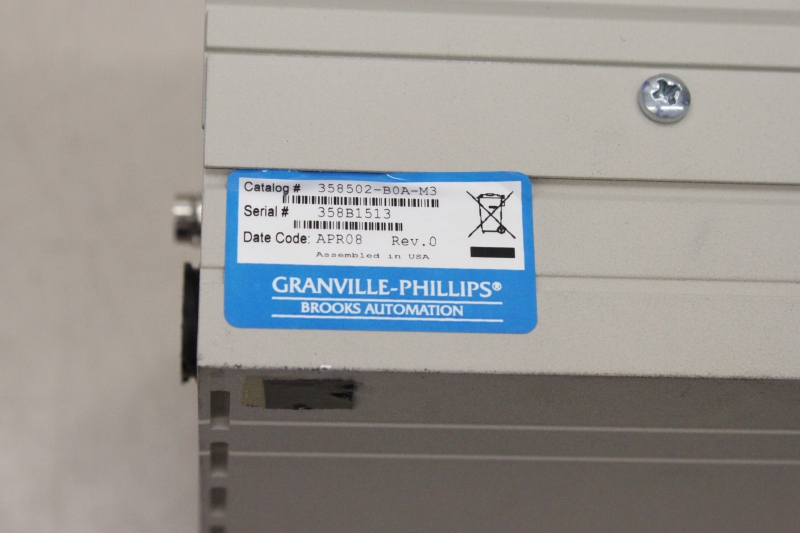 Catalog # 358502-B0A-M3
Serial # 358B1513
Date Code: APR08 Rev.0
Assembled in USA
GRANVILLE-PHILLIPS®
BROOKS AUTOMATION